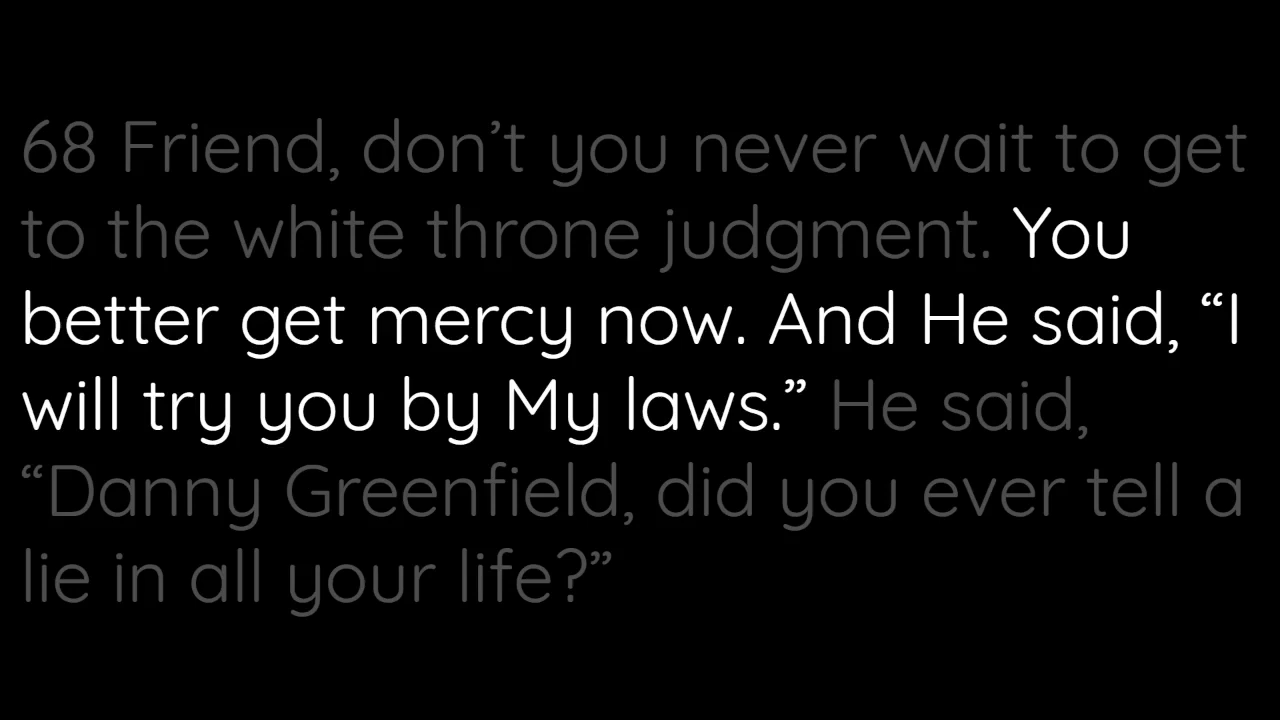 68 Friend, don’t you never wait to get
to the white throne judgment. You
better get mercy now. And He said, “I
will try you by My laws.” He said,
“Danny Greenfield, did you ever tell a
lie in all your life?”